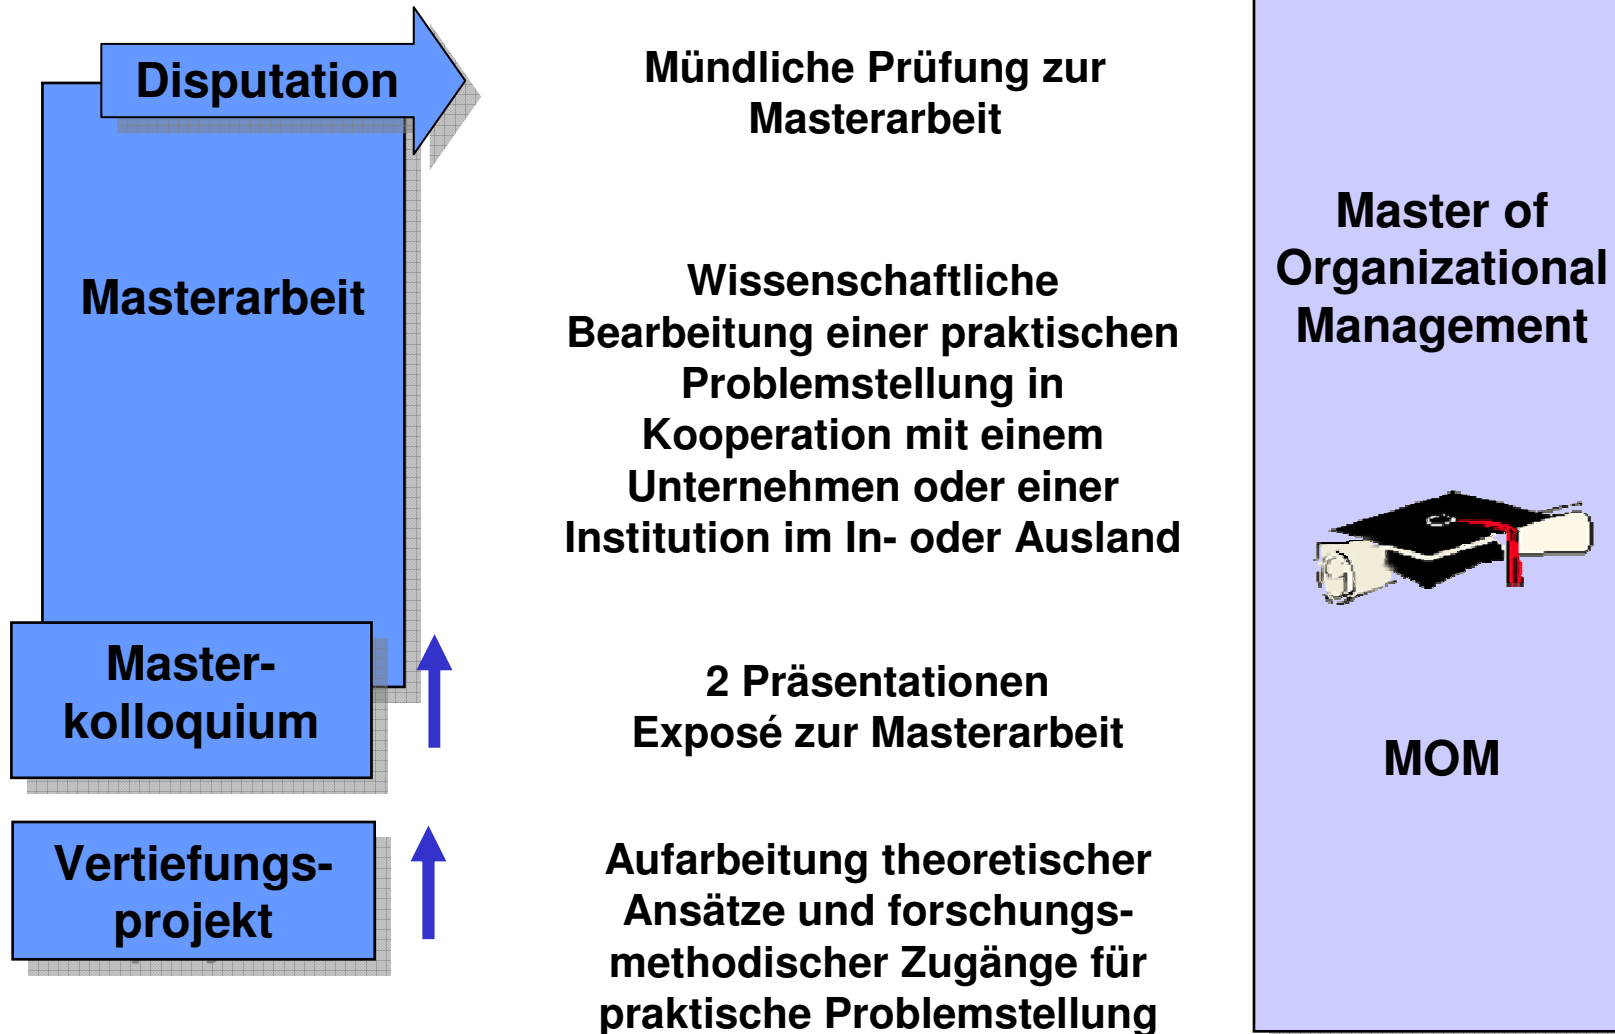 Disputation
Mündliche Prüfung zur
Masterarbeit
Masterarbeit
Wissenschaftliche
Bearbeitung einer praktischen
Problemstellung in
Kooperation mit einem
Unternehmen oder einer
Institution im In- oder Ausland
Master-
kolloquium
2 Präsentationen
Exposé zur Masterarbeit
Vertiefungs-
projekt
Aufarbeitung theoretischer
Ansätze und forschungs-
methodischer Zugänge für
praktische Problemstellung
Master of
Organizational
Management
MOM